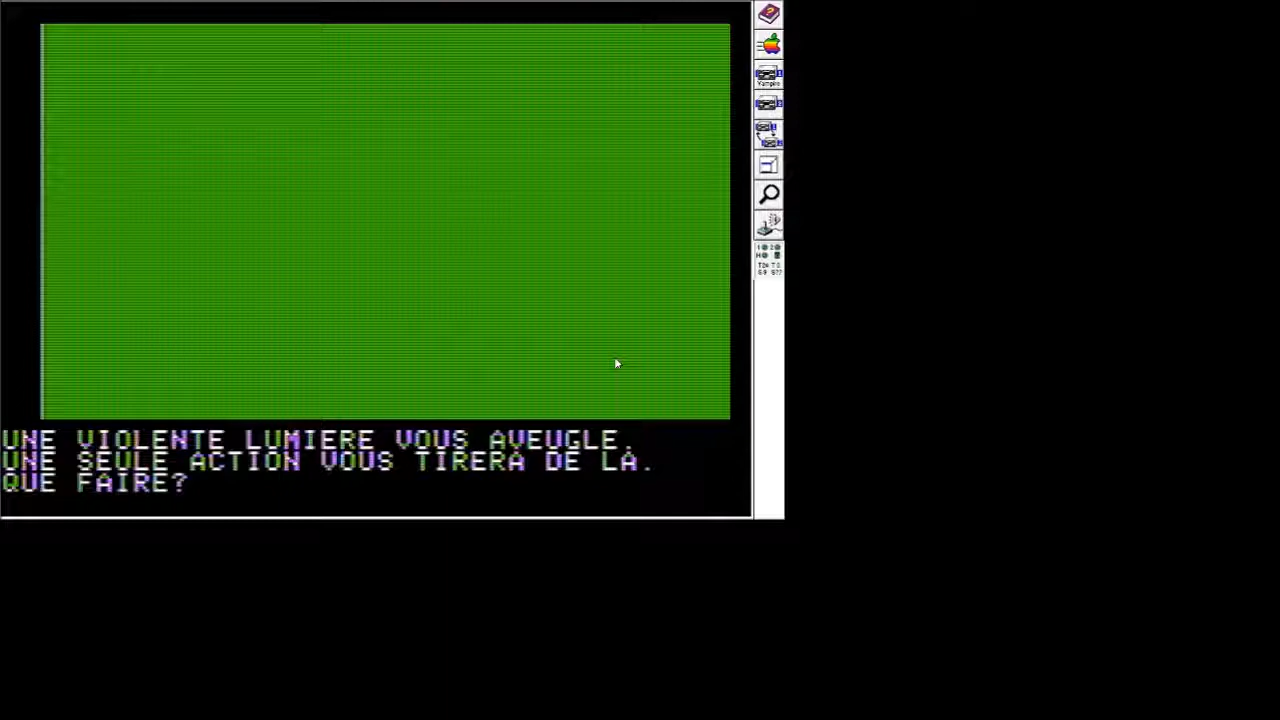 UNE VIOLENTE LUMIERE VOUS AVEUGLE.
UNE SEULE ACTION VOUS TIRERA DE LA.
QUE FAIRE?